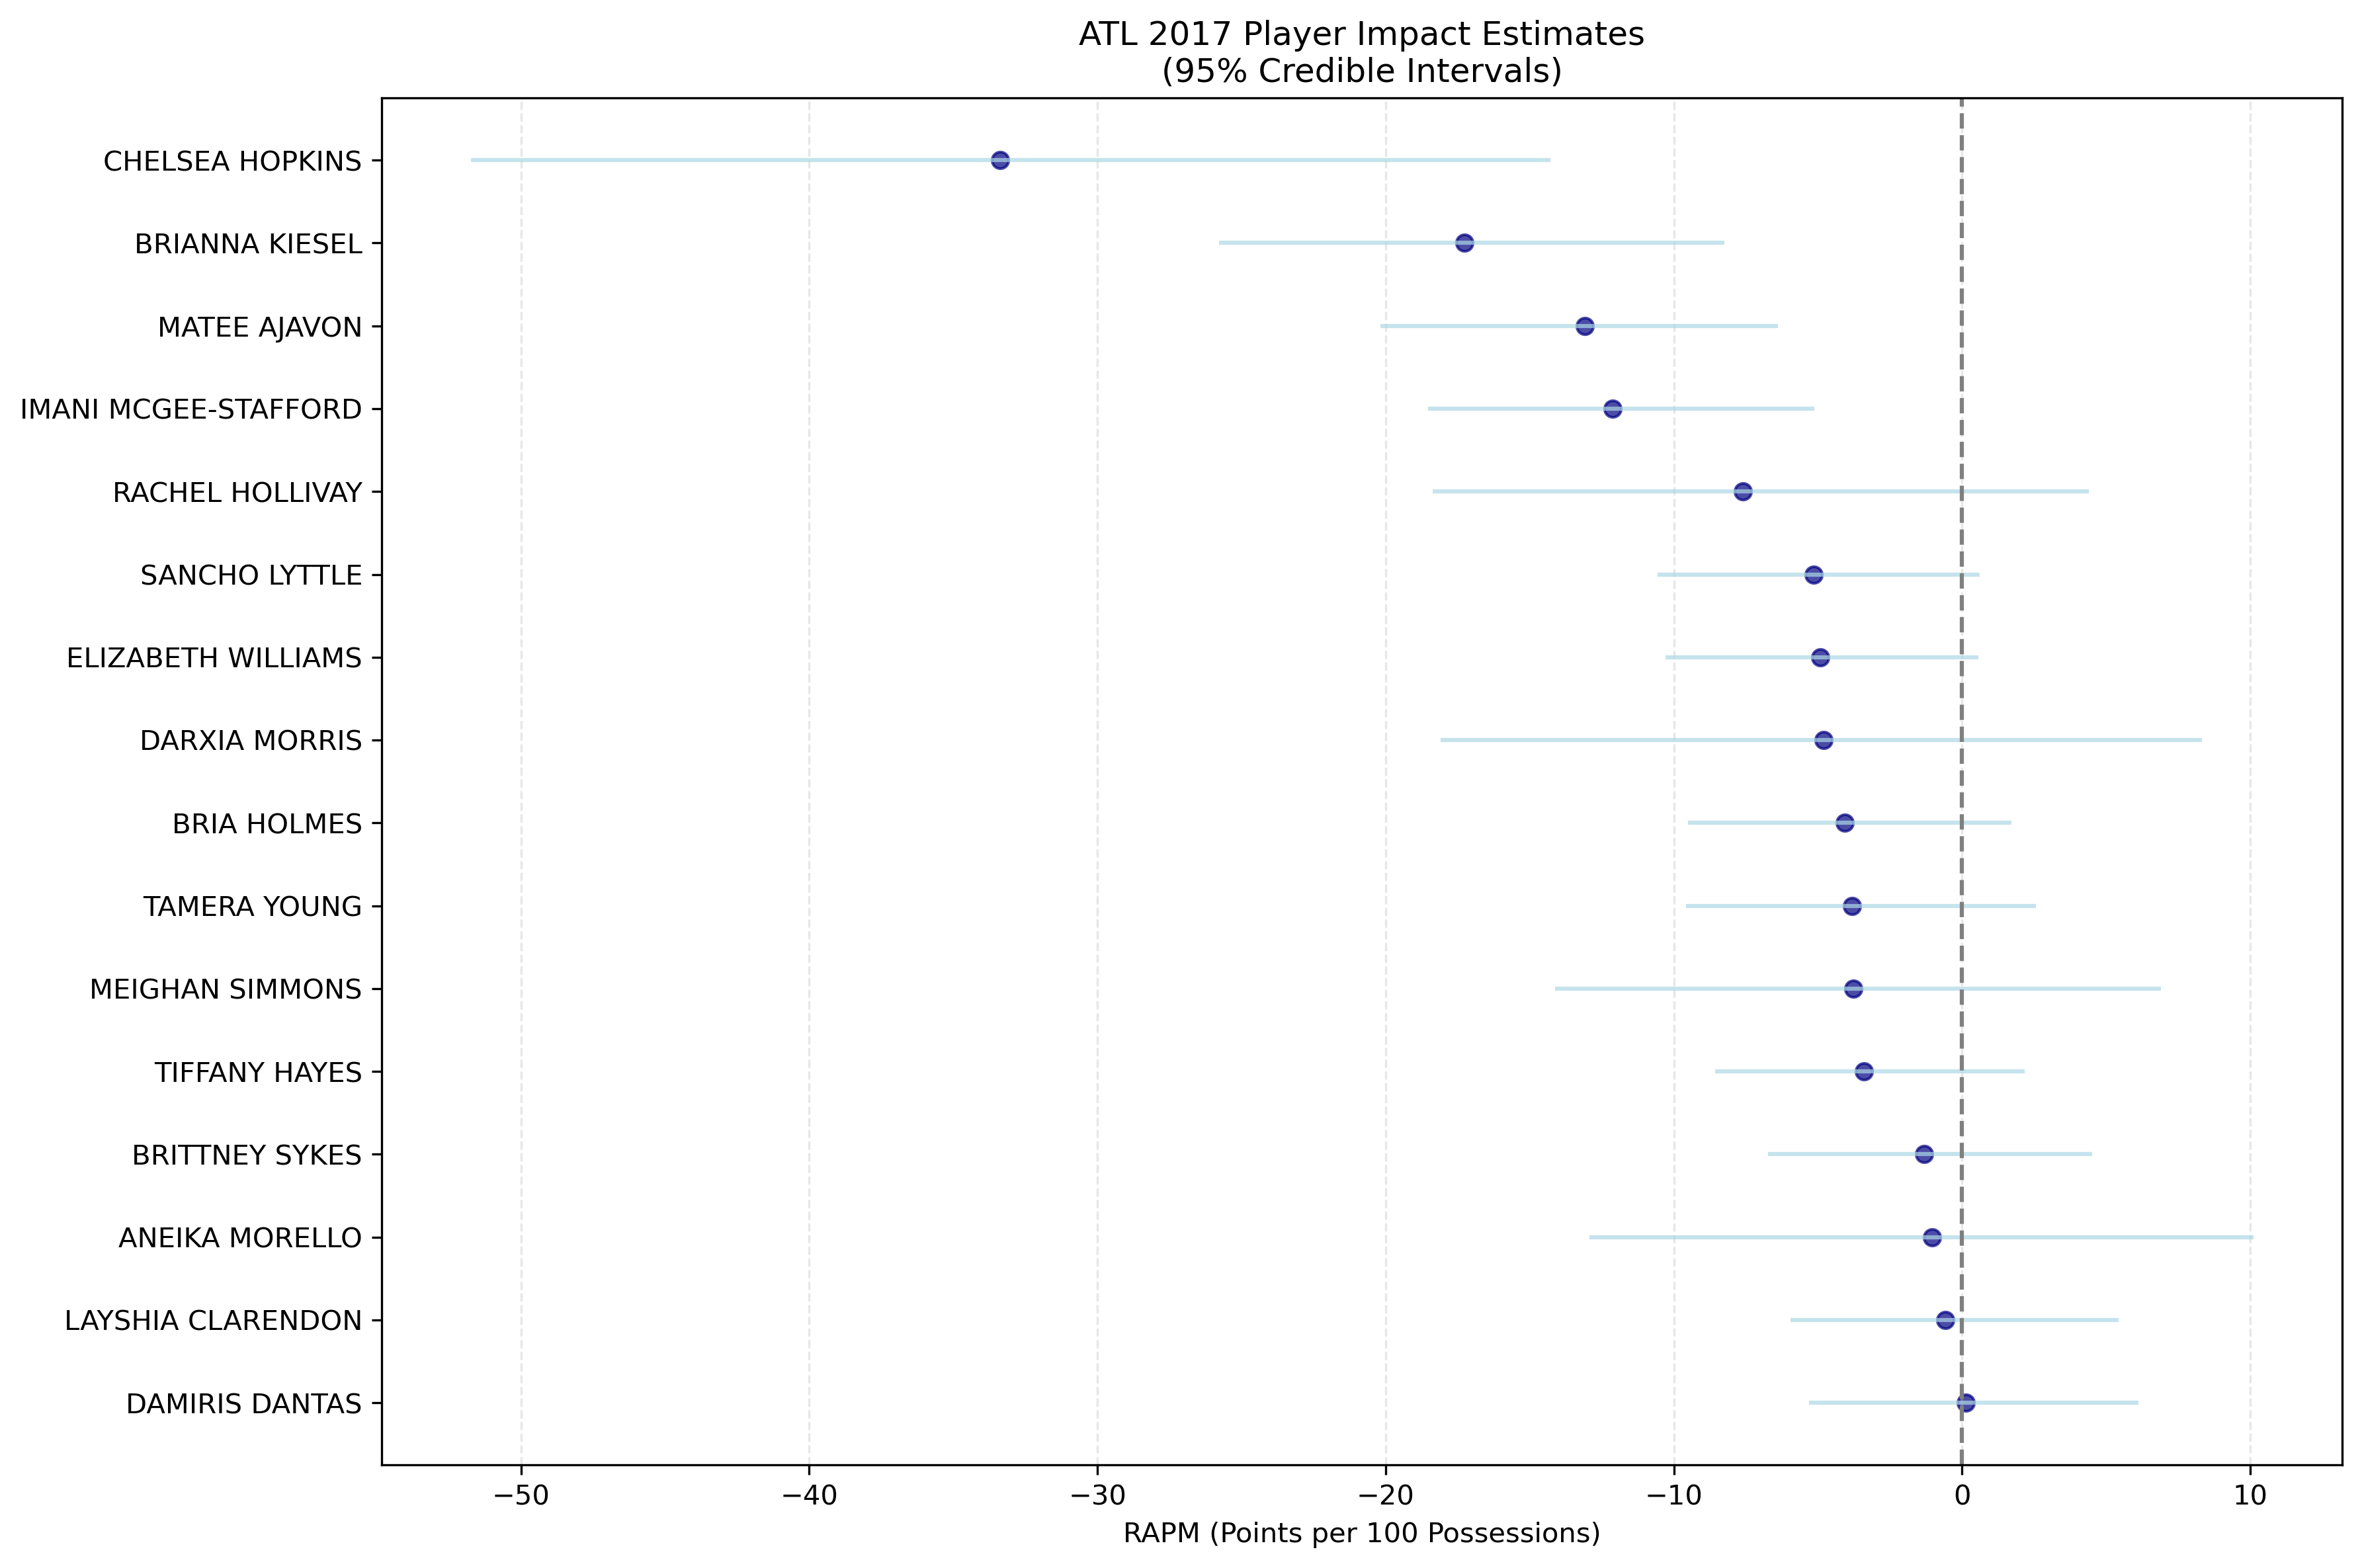 ATL 2017 Player Impact Estimates
(95% Credible Intervals)
CHELSEA HOPKINS
BRIANNA KIESEL
MATEE AJAVON
IMANI MCGEE-STAFFORD
RACHEL HOLLIVAY
SANCHO LYTTLE
ELIZABETH WILLIAMS
DARXIA MORRIS
BRIA HOLMES
TAMERA YOUNG
MEIGHAN SIMMONS
TIFFANY HAYES
BRITTNEY SYKES
ANEIKA MORELLO
LAYSHIA CLARENDON
DAMIRIS DANTAS
−50 −40 −30 −20 −10 0 10
RAPM (Points per 100 Possessions)